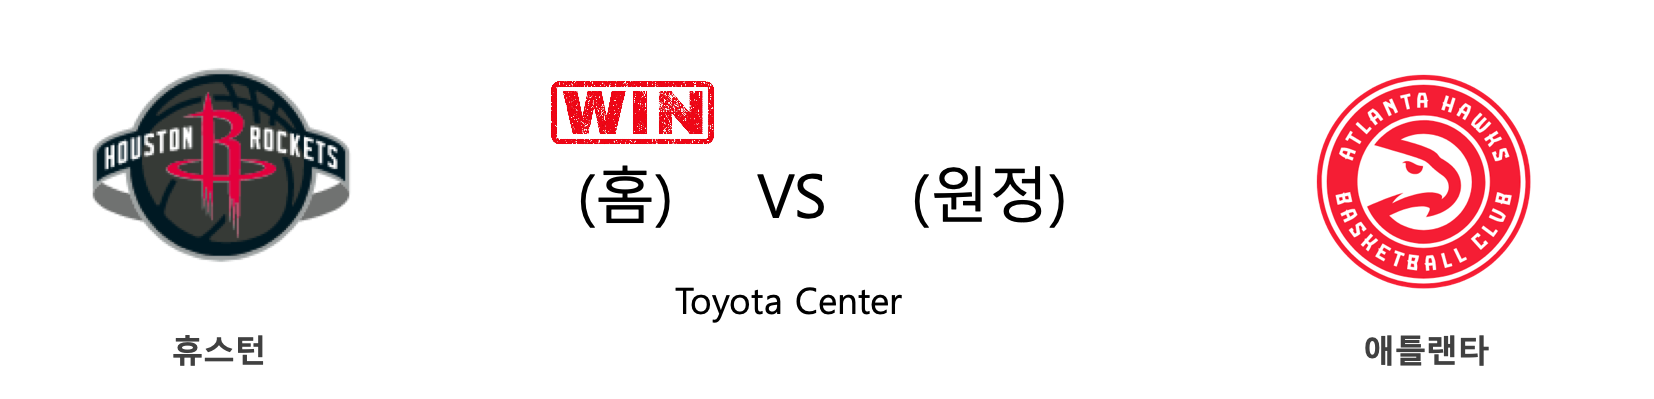 HOUSTON ROCKETS
WIN
(홈) VS (원정)
Toyota Center
휴스턴
ATLANTA HAWKS
BASKETBALL CLUB
애틀랜타